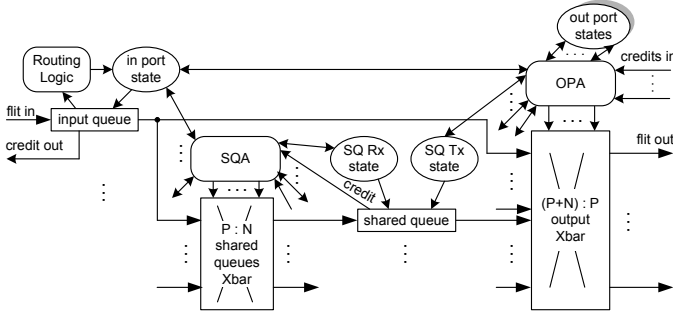 out port
states
Routing
Logic
in port
state
credits in
OPA
flit in
input queue
credit out
SQA
SQ Rx
state
SQ Tx
state
flit out
credit
shared queue
P : N
shared
queues
Xbar
(P+N) : P
output
Xbar